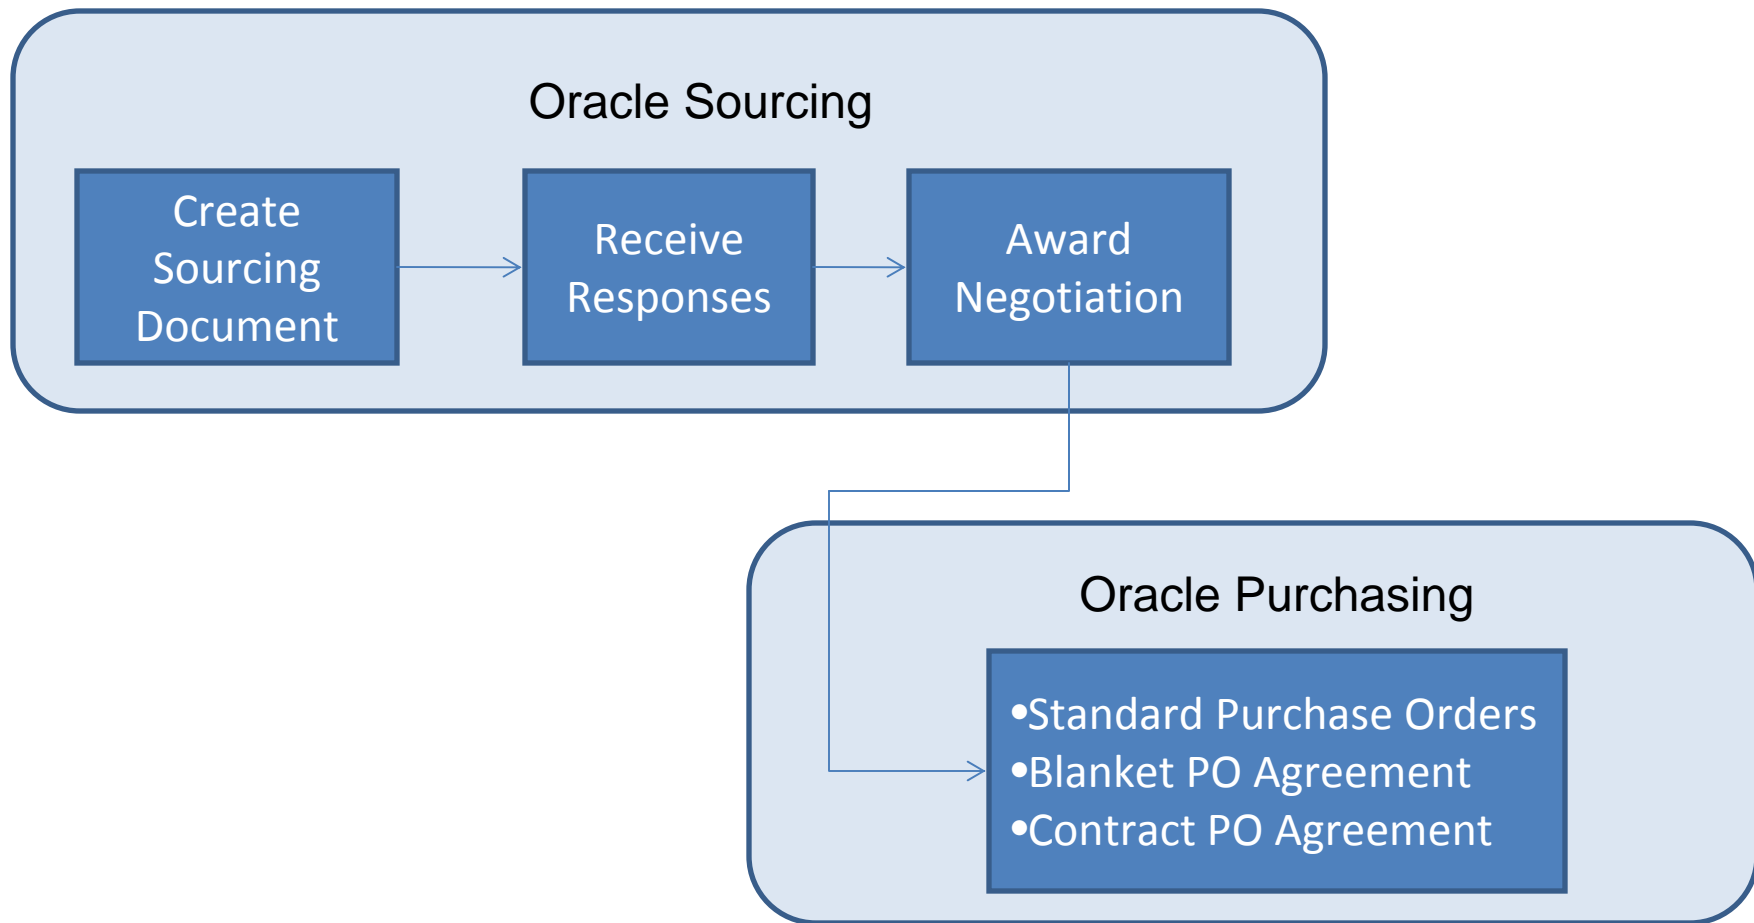 Oracle Sourcing
Create
Sourcing
Document
Receive
Responses
Award
Negotiation
Oracle Purchasing
•Standard Purchase Orders
•Blanket PO Agreement
•Contract PO Agreement